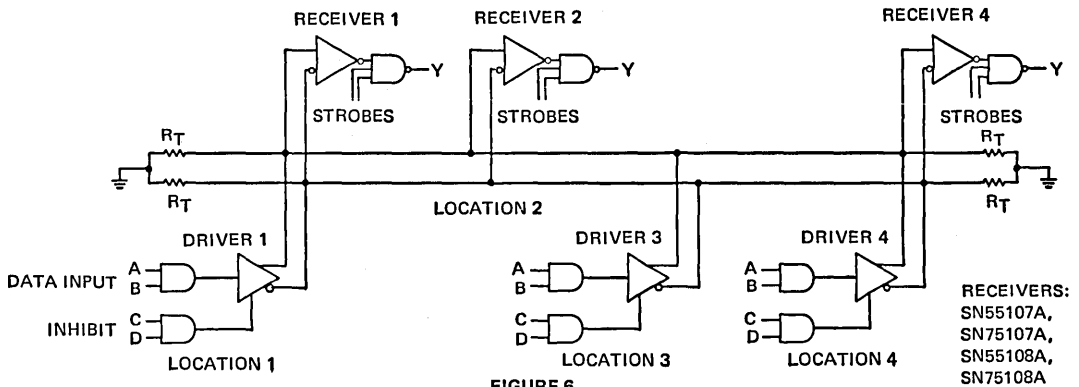 RECEIVER 1
RECEIVER 2
RECEIVER 4
Y
Y
Y
STROBES
STROBES
STROBES
RT
RT
RT
RT
LOCATION 2
DRIVER 1
DRIVER 3
DRIVER 4
DATA INPUT
A
B
A
B
A
B
INHIBIT
C
D
C
D
C
D
LOCATION 1
LOCATION 3
LOCATION 4
RECEIVERS:
SN55107A,
SN75107A,
SN55108A,
SN75108A
FIGURE 6